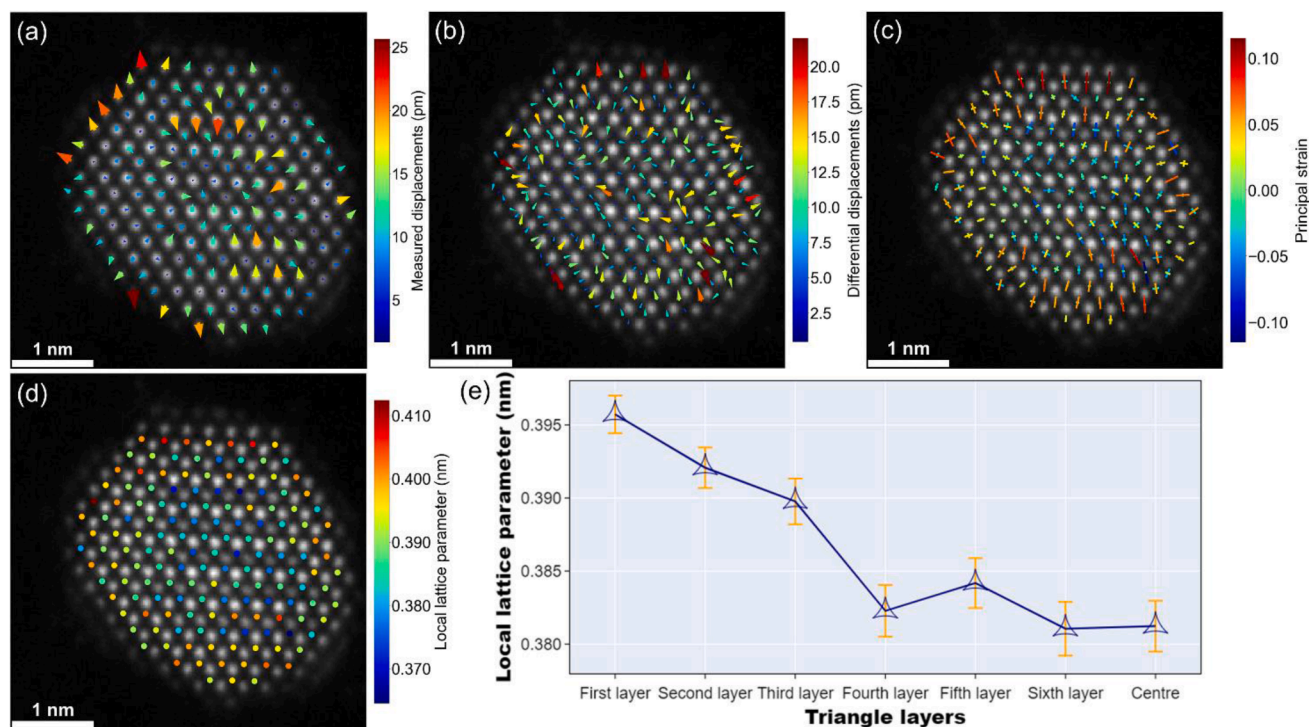 (a)
25
20
15
10
5
Measured displacements (pm)
1 nm
(b)
20.0
17.5
15.0
12.5
10.0
7.5
5.0
2.5
Differential displacements (pm)
1 nm
(c)
0.10
0.05
0.00
−0.05
−0.10
Principal strain
1 nm
(d)
0.410
0.400
0.390
0.380
0.370
Local lattice parameter (nm)
1 nm
(e)
Local lattice parameter (nm)
0.395
0.390
0.385
0.380
First layer Second layer Third layer Fourth layer Fifth layer Sixth layer Centre
Triangle layers